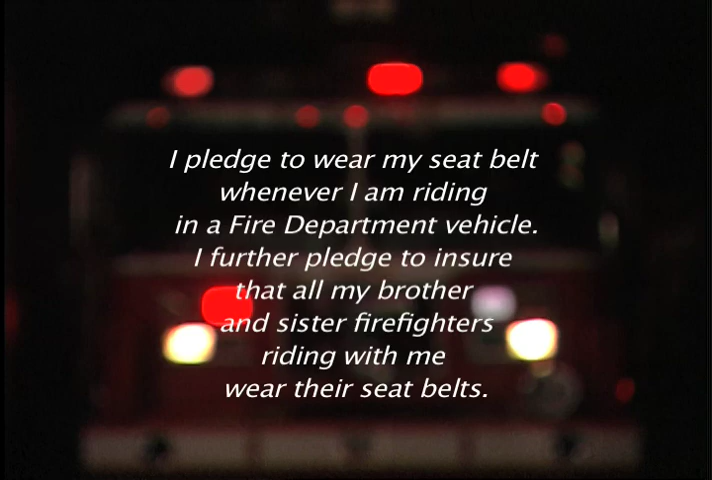 I pledge to wear my seat belt
whenever I am riding
in a Fire Department vehicle.
I further pledge to insure
that all my brother
and sister firefighters
riding with me
wear their seat belts.